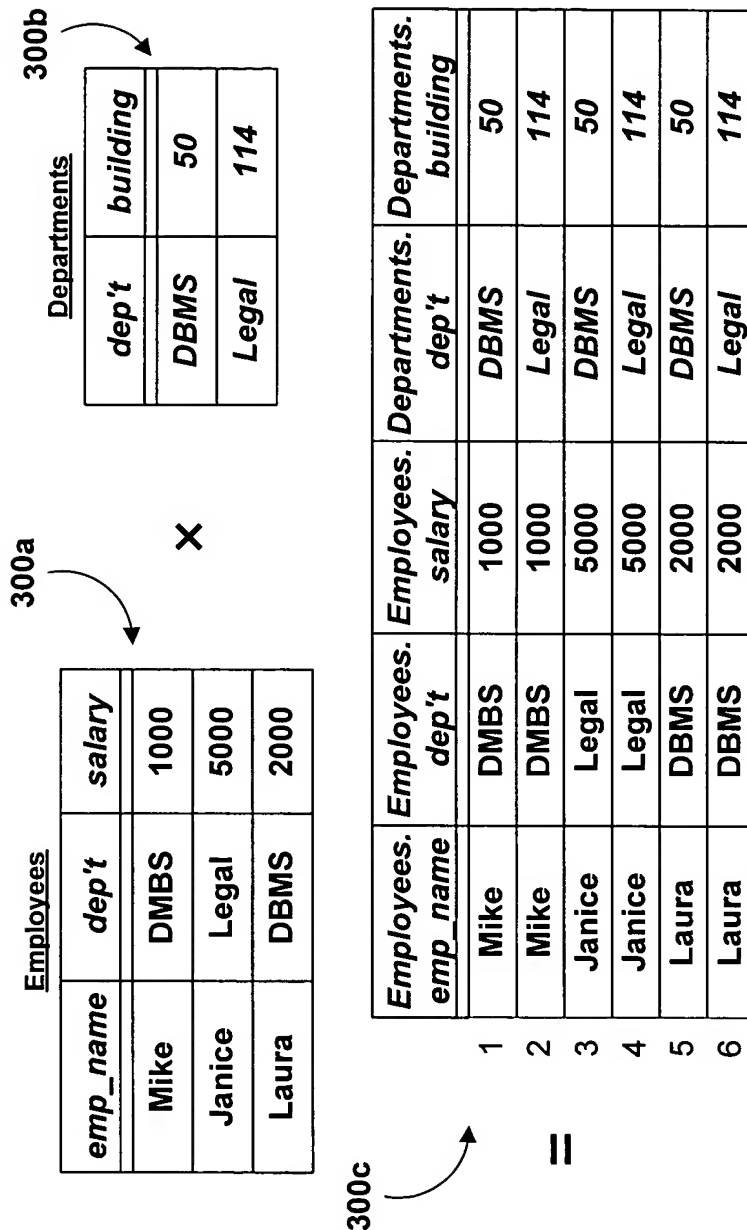 Employees
300a
emp_name dep't salary
Mike DMBS 1000
Janice Legal 5000
Laura DBMS 2000
×
Departments
300b
dep't building
DBMS 50
Legal 114
300c
=
Employees. Employees. Employees. Departments. Departments.
emp_name dep't salary dep't building
1 Mike DMBS 1000 DBMS 50
2 Mike DMBS 1000 Legal 114
3 Janice Legal 5000 DBMS 50
4 Janice Legal 5000 Legal 114
5 Laura DBMS 2000 DBMS 50
6 Laura DBMS 2000 Legal 114